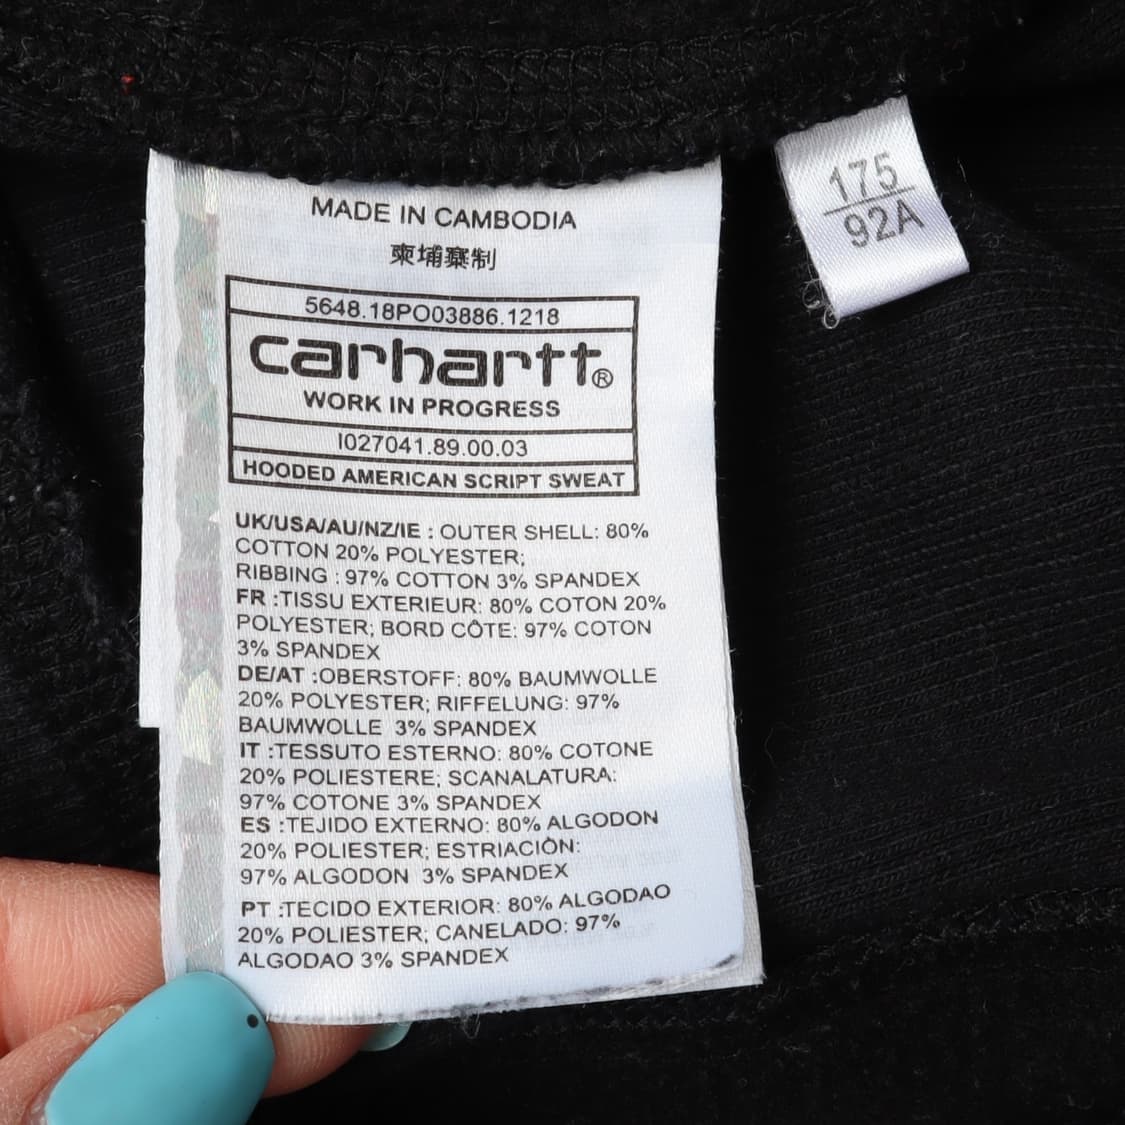 MADE IN CAMBODIA
柬埔寨制
5648.18PO03886.1218
carhartt®
WORK IN PROGRESS
I027041.89.00.03
HOODED AMERICAN SCRIPT SWEAT
UK/USA/AU/NZ/IE : OUTER SHELL: 80%
COTTON 20% POLYESTER;
RIBBING : 97% COTTON 3% SPANDEX
FR :TISSU EXTERIEUR: 80% COTON 20%
POLYESTER; BORD CÔTE: 97% COTON
3% SPANDEX
DE/AT :OBERSTOFF: 80% BAUMWOLLE
20% POLYESTER; RIFFELUNG: 97%
BAUMWOLLE 3% SPANDEX
IT :TESSUTO ESTERNO: 80% COTONE
20% POLIESTERE; SCANALATURA:
97% COTONE 3% SPANDEX
ES :TEJIDO EXTERNO: 80% ALGODON
20% POLIESTER; ESTRIACIÒN:
97% ALGODON 3% SPANDEX
PT :TECIDO EXTERIOR: 80% ALGODAO
20% POLIESTER; CANELADO: 97%
ALGODAO 3% SPANDEX
175
92A